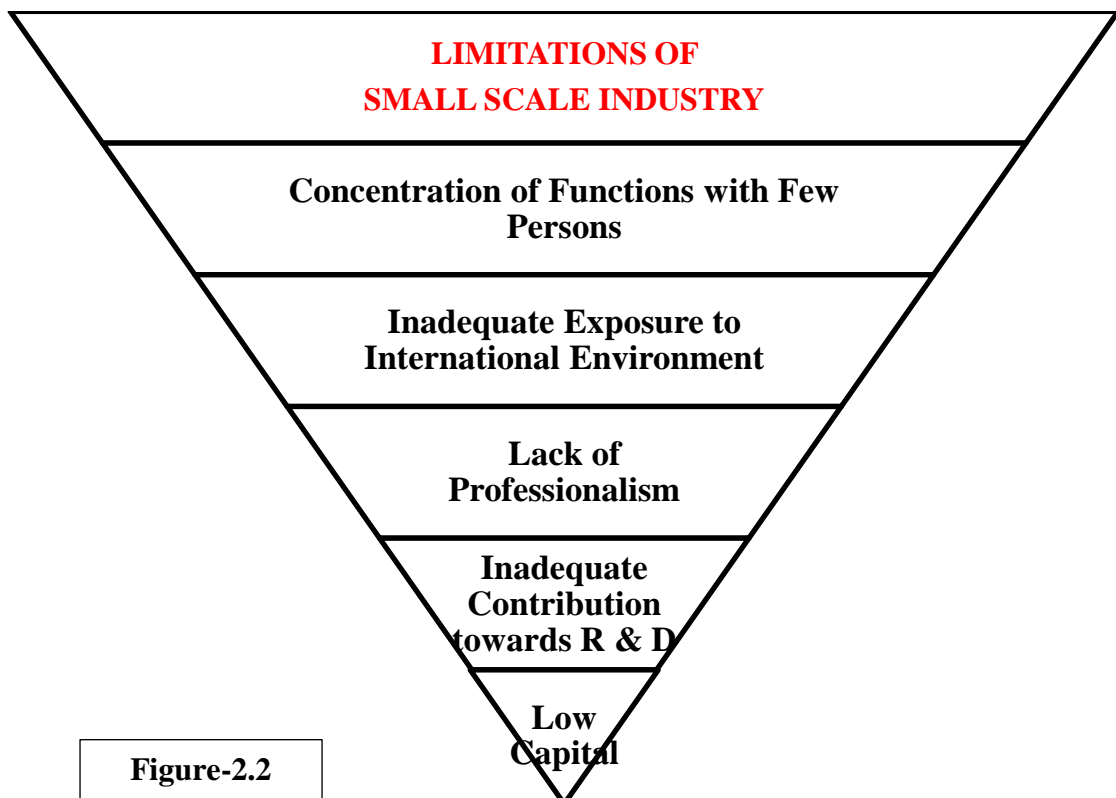 LIMITATIONS OF
SMALL SCALE INDUSTRY
Concentration of Functions with Few
Persons
Inadequate Exposure to
International Environment
Lack of
Professionalism
Inadequate
Contribution
towards R & D
Low
Capital
Figure-2.2